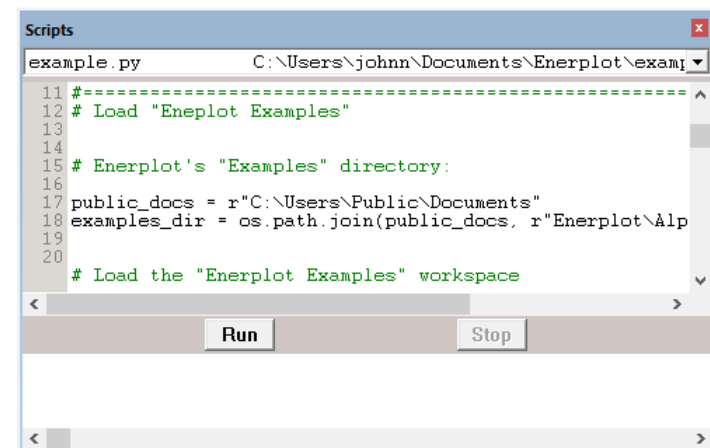 Scripts
example.py C:\Users\johnn\Documents\Enerplot\examp
11 #======================================================
12 # Load "Eneplot Examples"
13
14
15 # Enerplot's "Examples" directory:
16
17 public_docs = r"C:\Users\Public\Documents"
18 examples_dir = os.path.join(public_docs, r"Enerplot\Alp
19
20
# Load the "Enerplot Examples" workspace
Run Stop